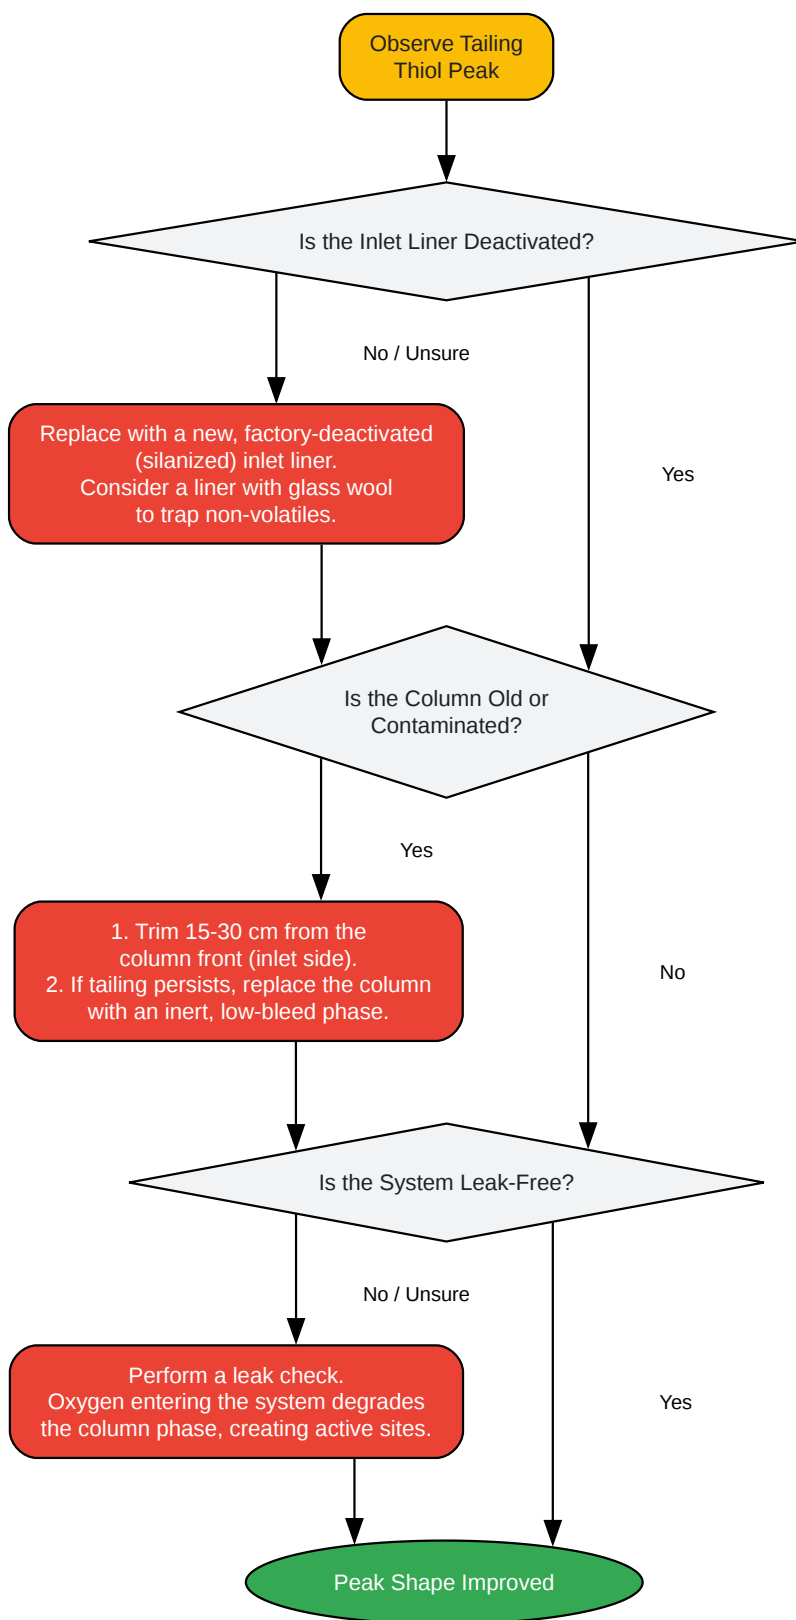 Observe Tailing
Thiol Peak
Is the Inlet Liner Deactivated?
No / Unsure
Replace with a new, factory-deactivated
(silanized) inlet liner.
Consider a liner with glass wool
to trap non-volatiles.
Yes
Is the Column Old or
Contaminated?
Yes
1. Trim 15-30 cm from the
column front (inlet side).
2. If tailing persists, replace the column
with an inert, low-bleed phase.
No
Is the System Leak-Free?
No / Unsure
Perform a leak check.
Oxygen entering the system degrades
the column phase, creating active sites.
Yes
Peak Shape Improved